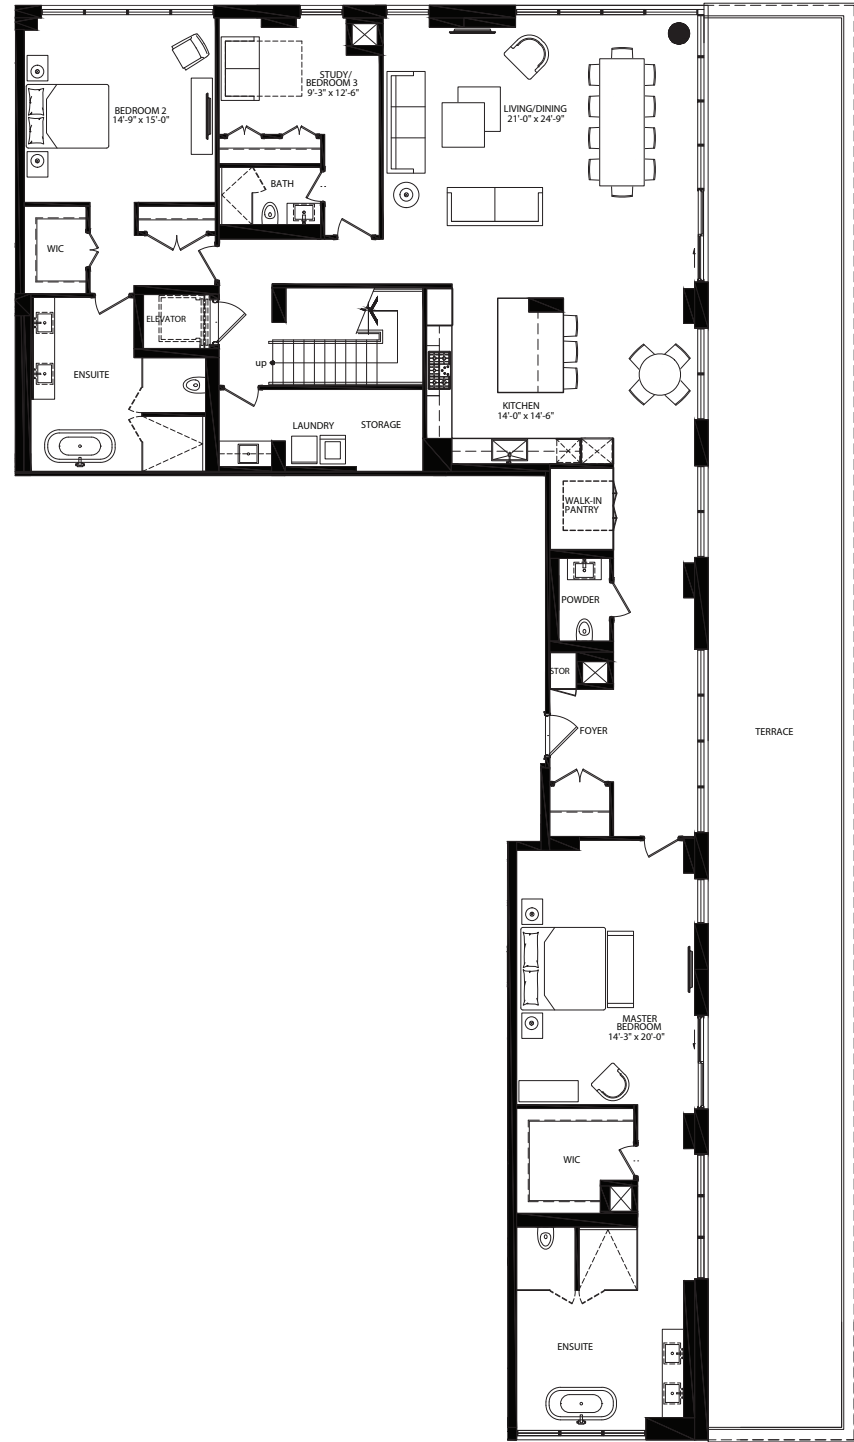 STUDY/
BEDROOM 3
9'-3" x 12'-6"
BEDROOM 2
14'-9" x 15'-0"
LIVING/DINING
21'-0" x 24'-9"
BATH
WIC
ELEVATOR
up
ENSUITE
KITCHEN
14'-0" x 14'-6"
LAUNDRY
STORAGE
WALK-IN
PANTRY
POWDER
STOR
FOYER
TERRACE
MASTER
BEDROOM
14'-3" x 20'-0"
WIC
ENSUITE